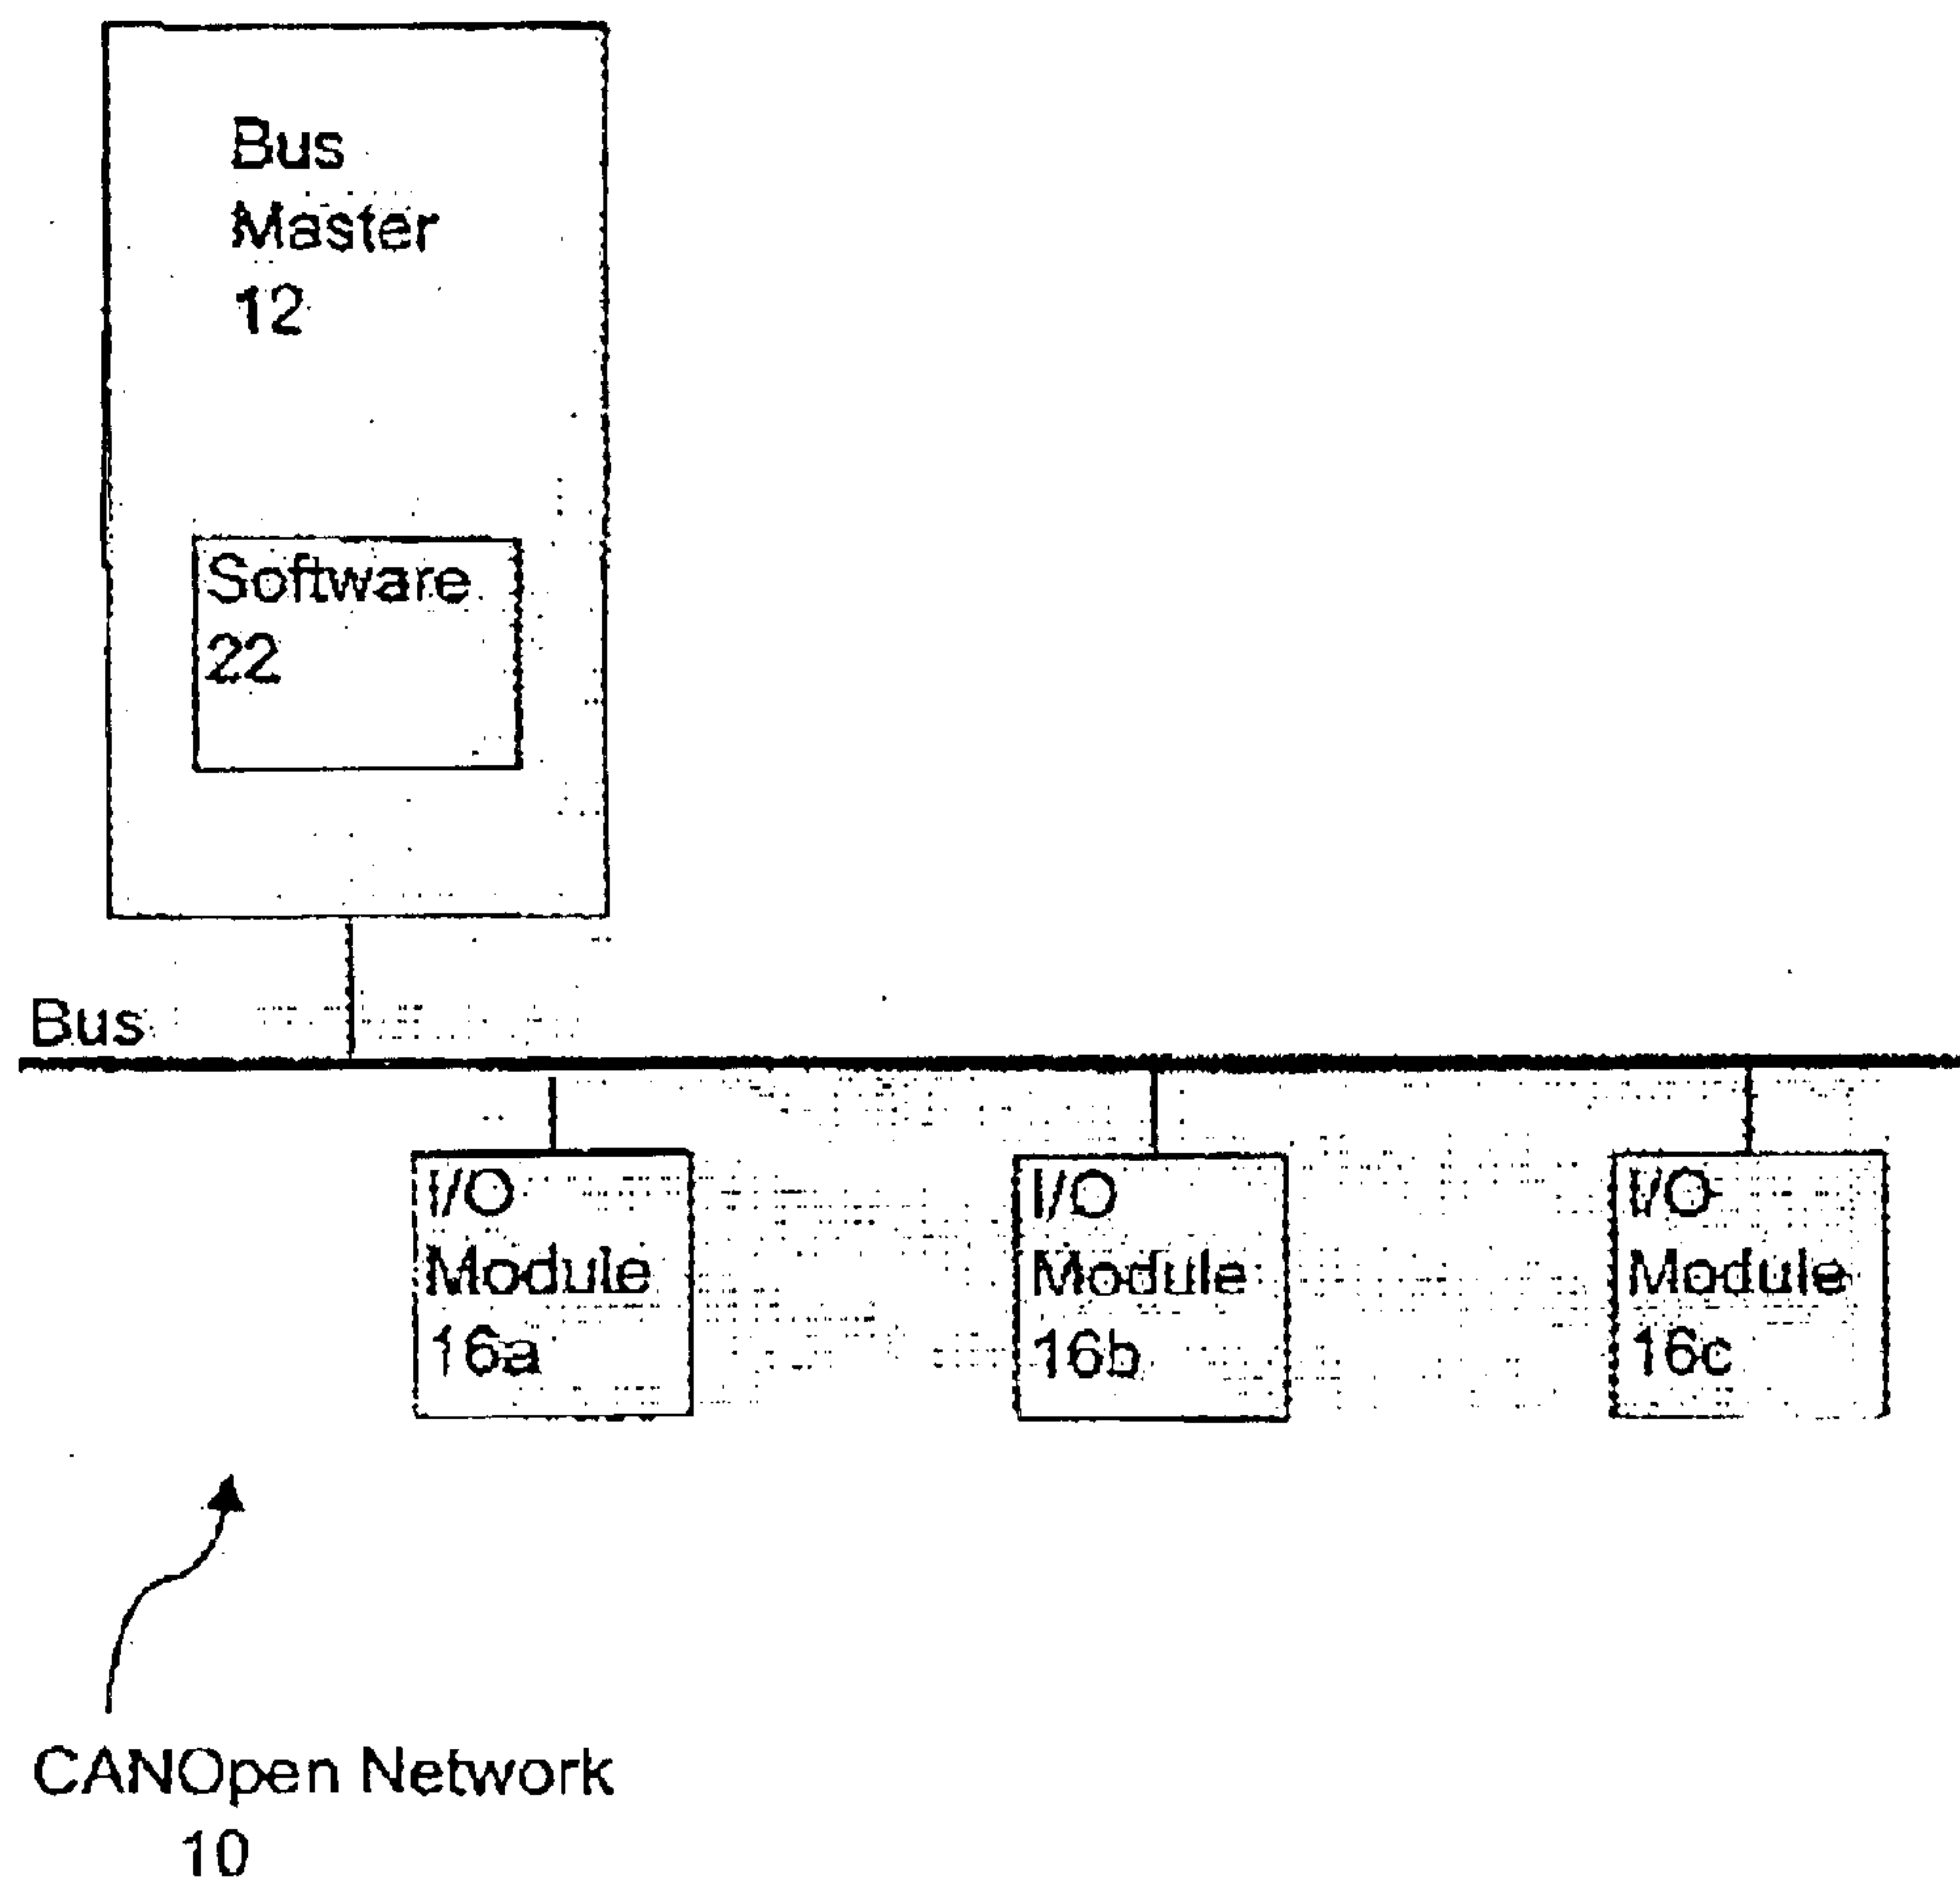 Bus
Master
12
Software
22
Bus
I/O
Module
16a
I/O
Module
16b
I/O
Module
16c
CANOpen Network
10